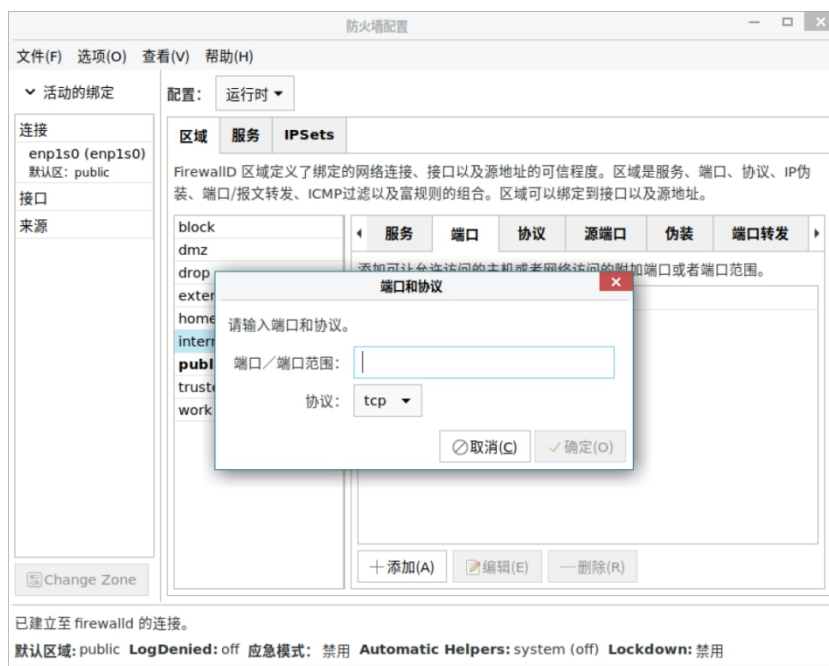 防火墙配置
文件(F) 选项(O) 查看(V) 帮助(H)
活动的绑定
连接
enp1s0 (enp1s0)
默认区: public
接口
来源
Change Zone
配置: 运行时
区域 服务 IPSets
FirewallD 区域定义了绑定的网络连接、接口以及源地址的可信程度。区域是服务、端口、协议、IP伪
装、端口/报文转发、ICMP过滤以及富规则的组合。区域可以绑定到接口以及源地址。
block
dmz
drop
exter
home
intern
publ
truste
work
服务 端口 协议 源端口 伪装 端口转发
添加可让允许访问的主机或者网络访问的附加端口或者端口范围。
端口和协议
请输入端口和协议。
端口／端口范围:
协议: tcp
取消(C) 确定(O)
添加(A) 编辑(E) 删除(R)
已建立至 firewalld 的连接。
默认区域: public LogDenied: off 应急模式: 禁用 Automatic Helpers: system (off) Lockdown: 禁用